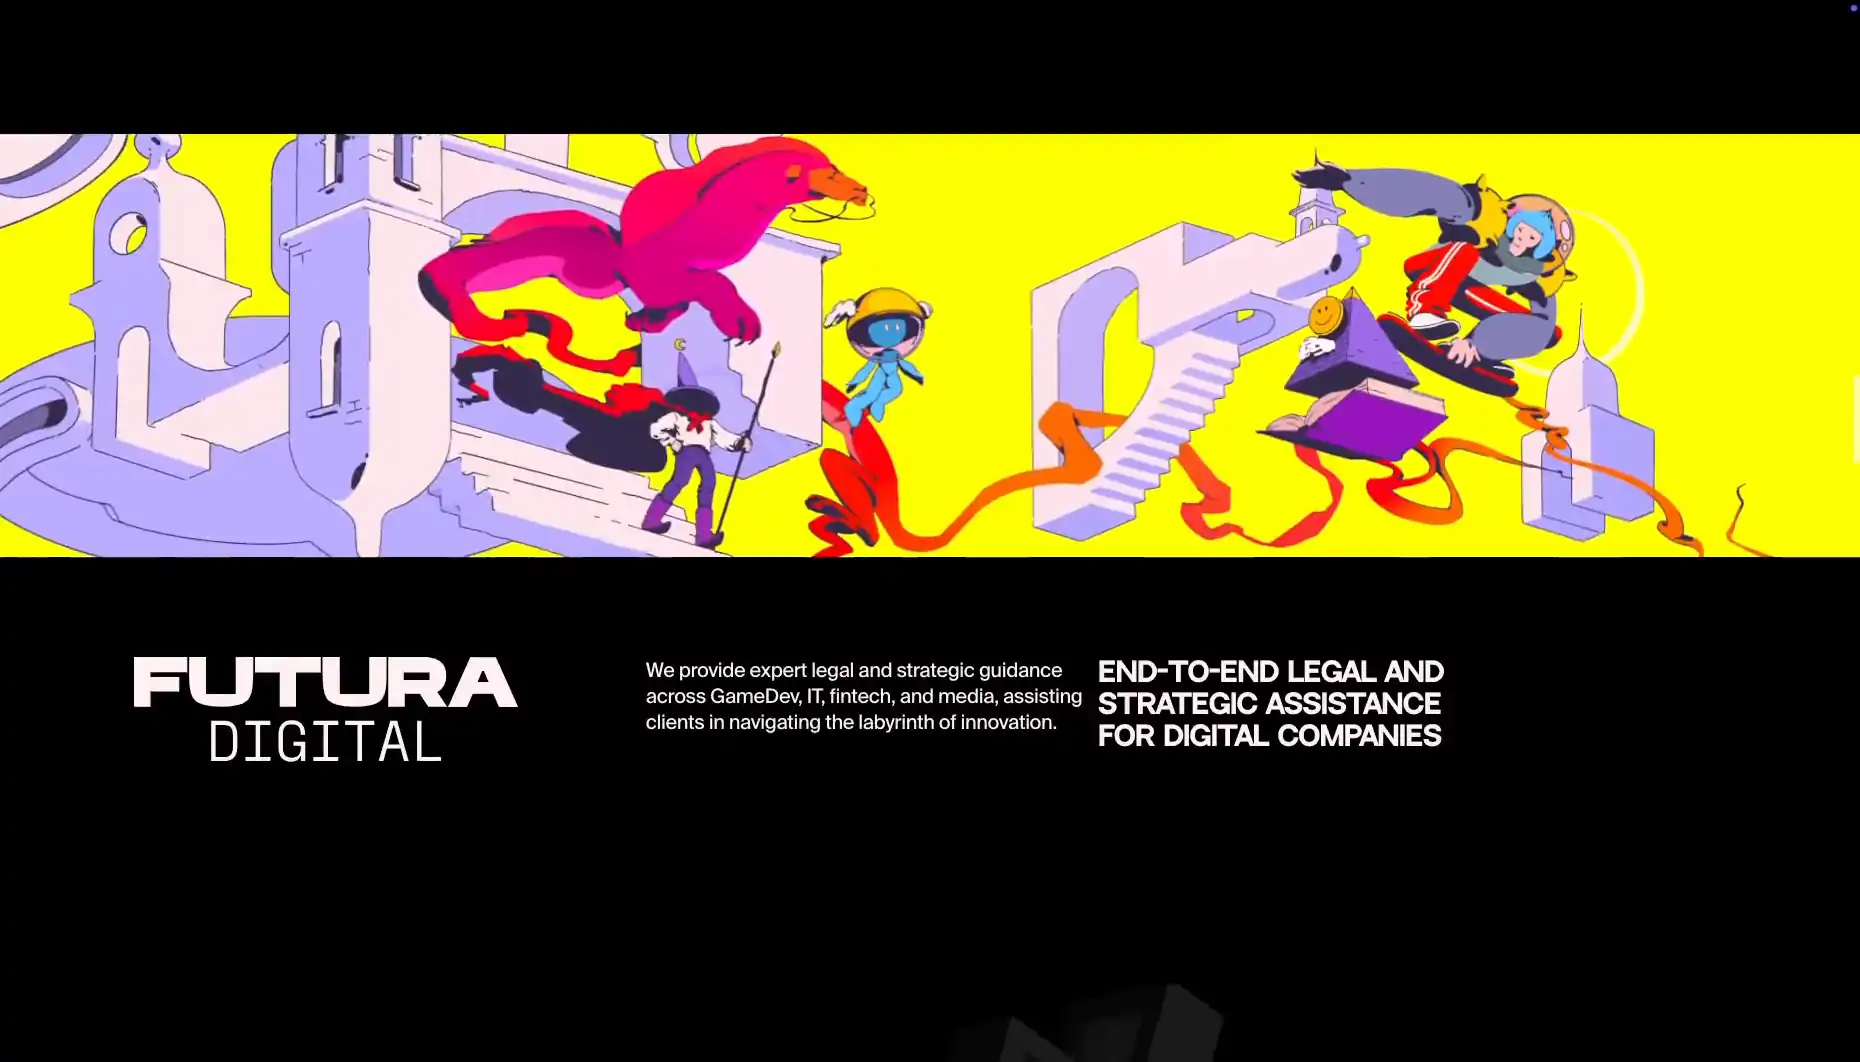 FUTURA
DIGITAL
We provide expert legal and strategic guidance
across GameDev, IT, fintech, and media, assisting
clients in navigating the labyrinth of innovation.
END-TO-END LEGAL AND
STRATEGIC ASSISTANCE
FOR DIGITAL COMPANIES